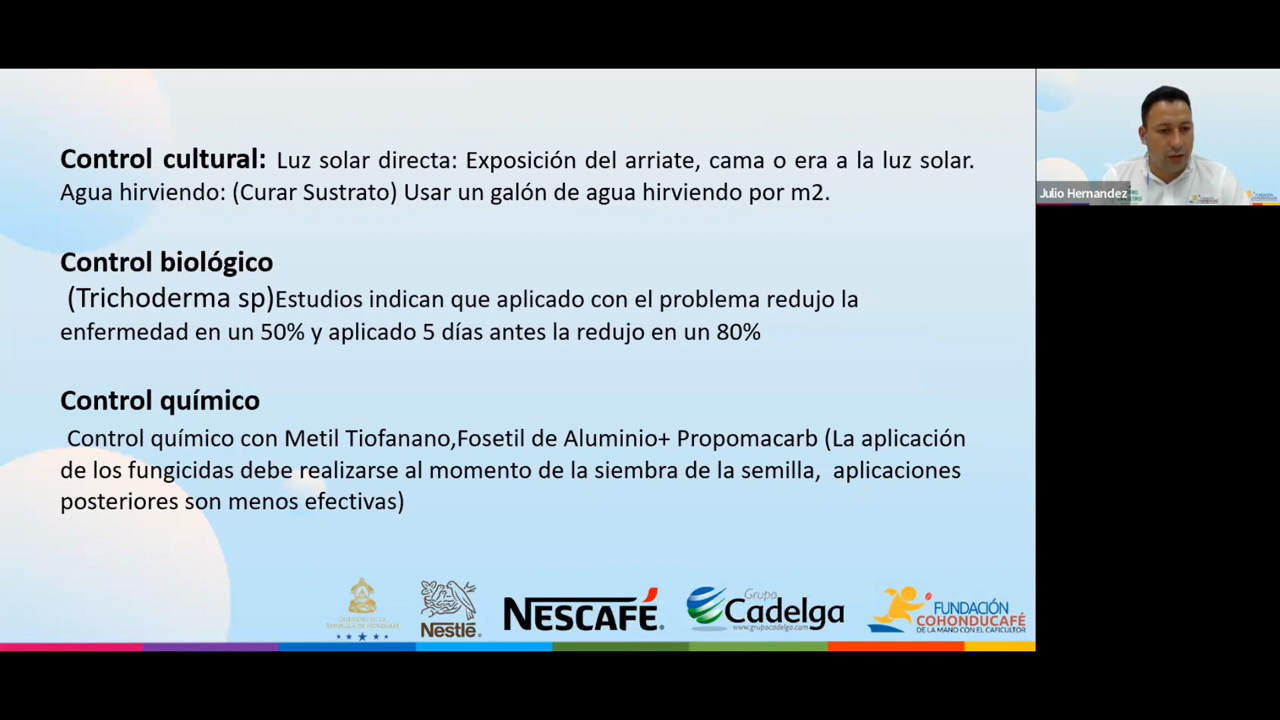 Control cultural: Luz solar directa: Exposición del arriate, cama o era a la luz solar.
Agua hirviendo: (Curar Sustrato) Usar un galón de agua hirviendo por m2.
Control biológico
(Trichoderma sp)Estudios indican que aplicado con el problema redujo la
enfermedad en un 50% y aplicado 5 días antes la redujo en un 80%
Control químico
Control químico con Metil Tiofanano,Fosetil de Aluminio+ Propomacarb (La aplicación
de los fungicidas debe realizarse al momento de la siembra de la semilla, aplicaciones
posteriores son menos efectivas)
Julio Hernandez
Nestlé
NESCAFÉ
Grupo
Cadelga
www.grupocadelga.com
FUNDACIÓN
COHONDUCAFÉ
DE LA MANO CON EL CAFICULTOR